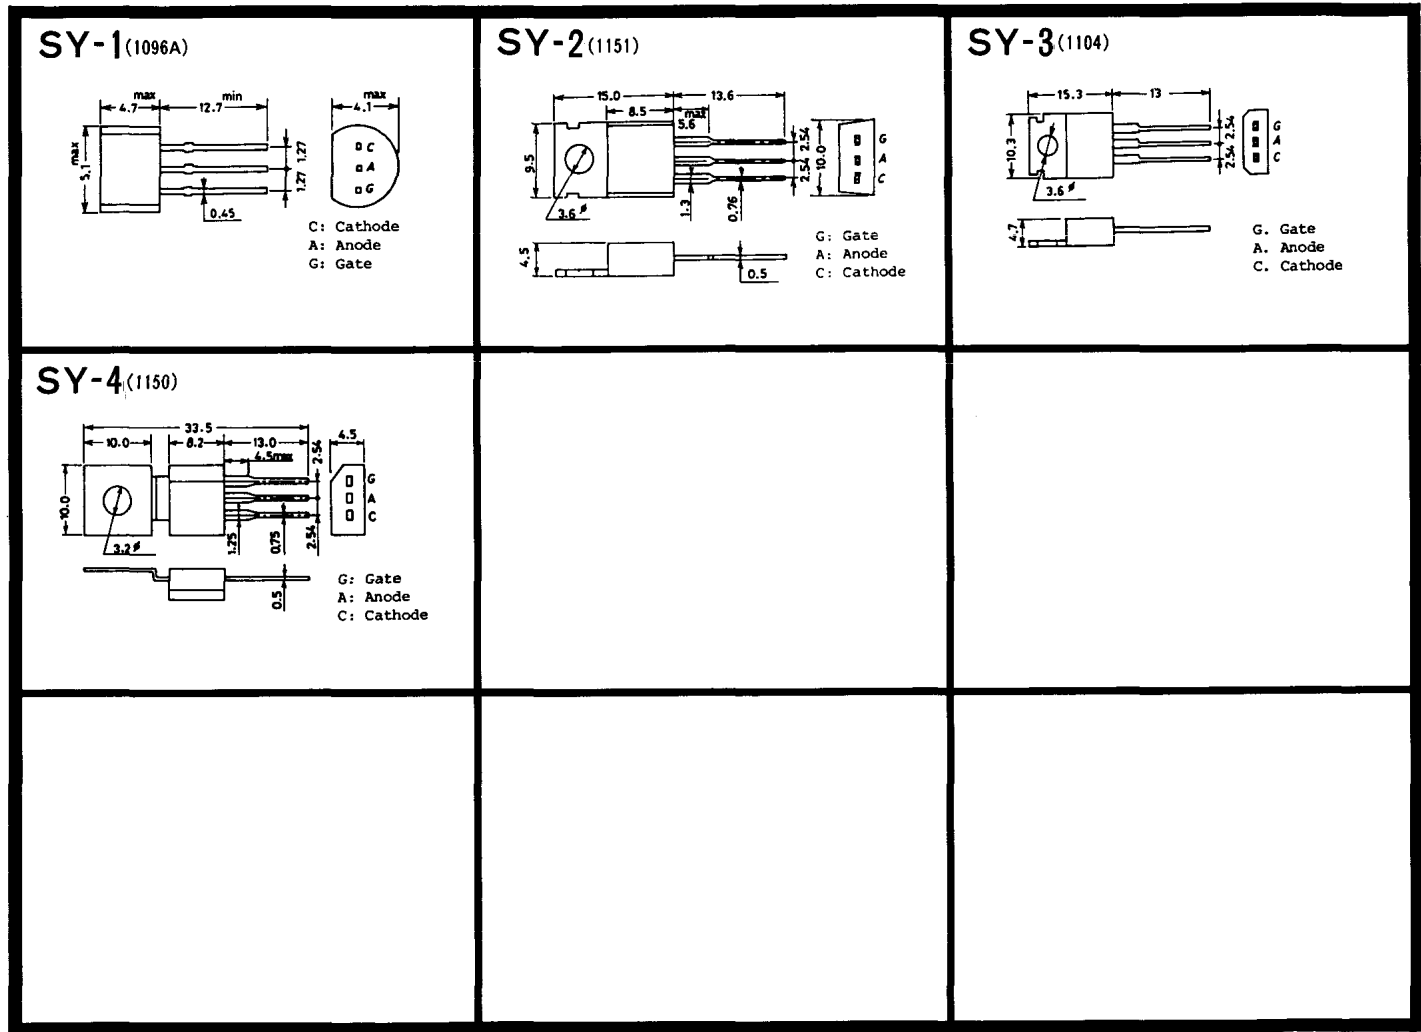 SY-1(1096A)
max
4.7
min
12.7
max
4.1
max
5.1
1.27
1.27
0.45
C
A
G
C: Cathode
A: Anode
G: Gate
SY-2(1151)
15.0
13.6
8.5
max
5.6
9.5
2.54
2.54
10.0
G
A
C
3.6 ø
1.3
0.76
4.5
0.5
G: Gate
A: Anode
C: Cathode
SY-3(1104)
15.3
13
10.3
2.54
2.54
G
A
C
3.6 ø
4.7
G. Gate
A. Anode
C. Cathode
SY-4(1150)
33.5
10.0
8.2
13.0
4.5max
2.54
4.5
10.0
G
A
C
3.2 ø
1.25
0.75
2.54
0.5
G: Gate
A: Anode
C: Cathode